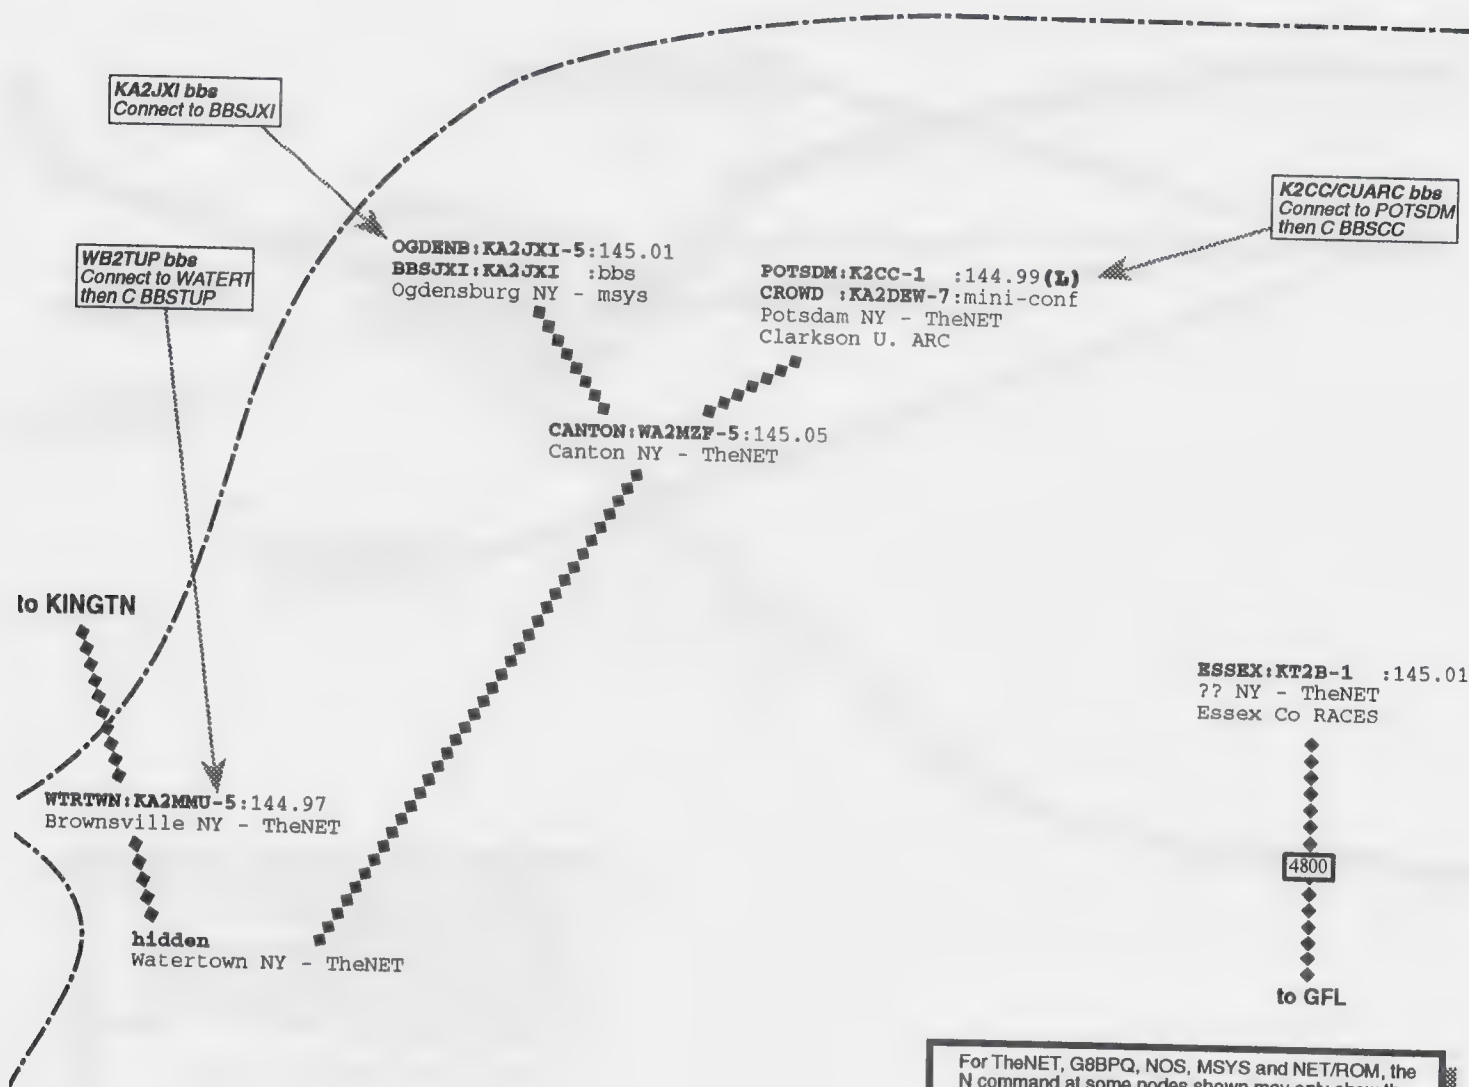 KA2JXI bbs
Connect to BBSJXI
K2CC/CUARC bbs
Connect to POTSDM
then C BBSCC
WB2TUP bbs
Connect to WATERT
then C BBSTUP
OGDENB:KA2JXI-5:145.01
BBSJXI:KA2JXI :bbs
Ogdensburg NY - msys
POTSDM:K2CC-1 :144.99(L)
CROWD :KA2DEW-7:mini-conf
Potsdam NY - TheNET
Clarkson U. ARC
CANTON:WA2MZF-5:145.05
Canton NY - TheNET
to KINGTN
ESSEX:KT2B-1 :145.01
?? NY - TheNET
Essex Co RACES
WTRTWN:KA2MMU-5:144.97
Brownsville NY - TheNET
4800
hidden
Watertown NY - TheNET
to GFL
For TheNET, G8BPQ, NOS, MSYS and NET/ROM, the
N command at some nodes shown may only show the